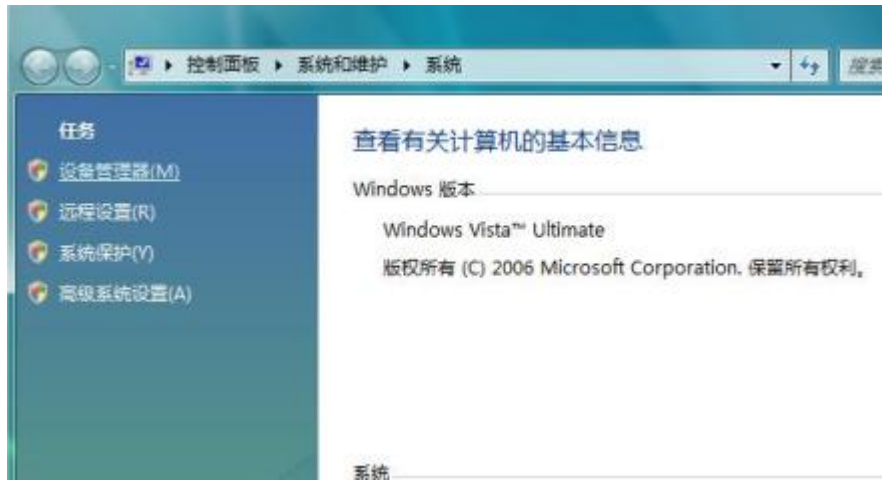 控制面板 系统和维护 系统
任务
设备管理器(M)
远程设置(R)
系统保护(Y)
高级系统设置(A)
查看有关计算机的基本信息
Windows 版本
Windows Vista™ Ultimate
版权所有 (C) 2006 Microsoft Corporation. 保留所有权利。
系统